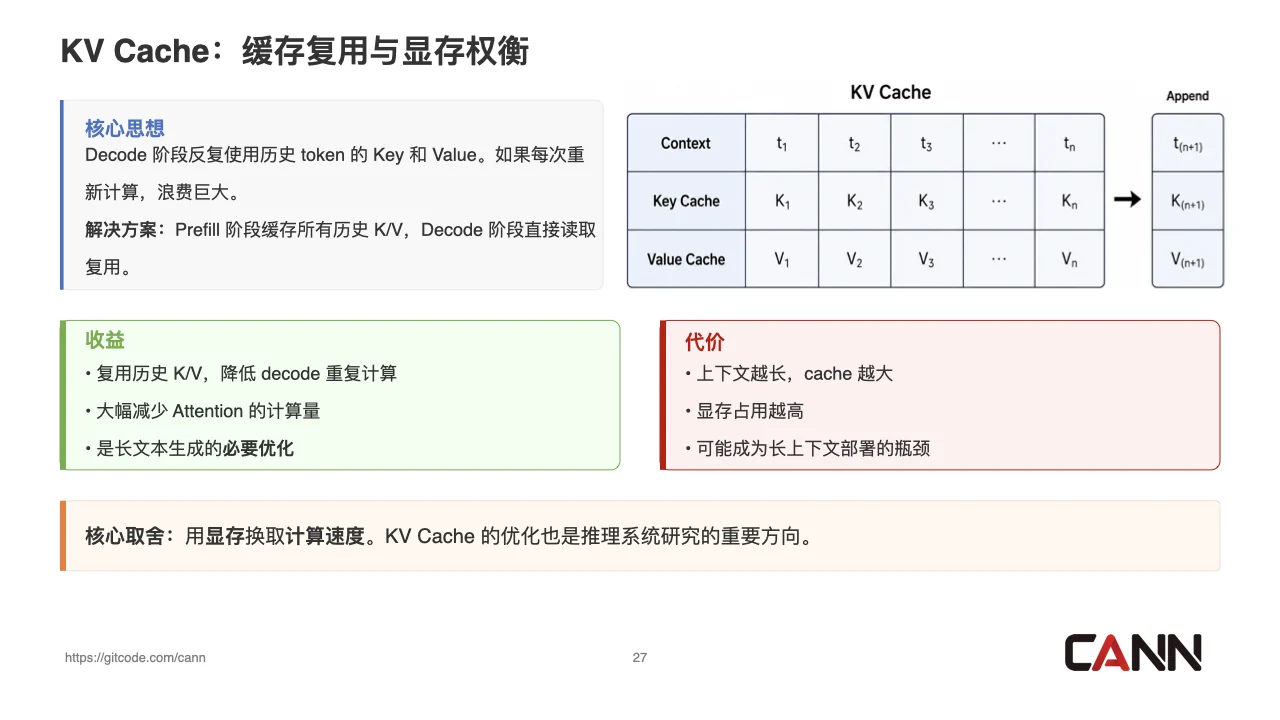 KV Cache：缓存复用与显存权衡
核心思想
Decode 阶段反复使用历史 token 的 Key 和 Value。如果每次重
新计算，浪费巨大。
解决方案：Prefill 阶段缓存所有历史 K/V，Decode 阶段直接读取
复用。
KV Cache
Context t₁ t₂ t₃ ⋯ tₙ
Key Cache K₁ K₂ K₃ ⋯ Kₙ
Value Cache V₁ V₂ V₃ ⋯ Vₙ
Append
t₍ₙ₊₁₎
K₍ₙ₊₁₎
V₍ₙ₊₁₎
收益
• 复用历史 K/V，降低 decode 重复计算
• 大幅减少 Attention 的计算量
• 是长文本生成的必要优化
代价
• 上下文越长，cache 越大
• 显存占用越高
• 可能成为长上下文部署的瓶颈
核心取舍：用显存换取计算速度。KV Cache 的优化也是推理系统研究的重要方向。
https://gitcode.com/cann
27
CANN